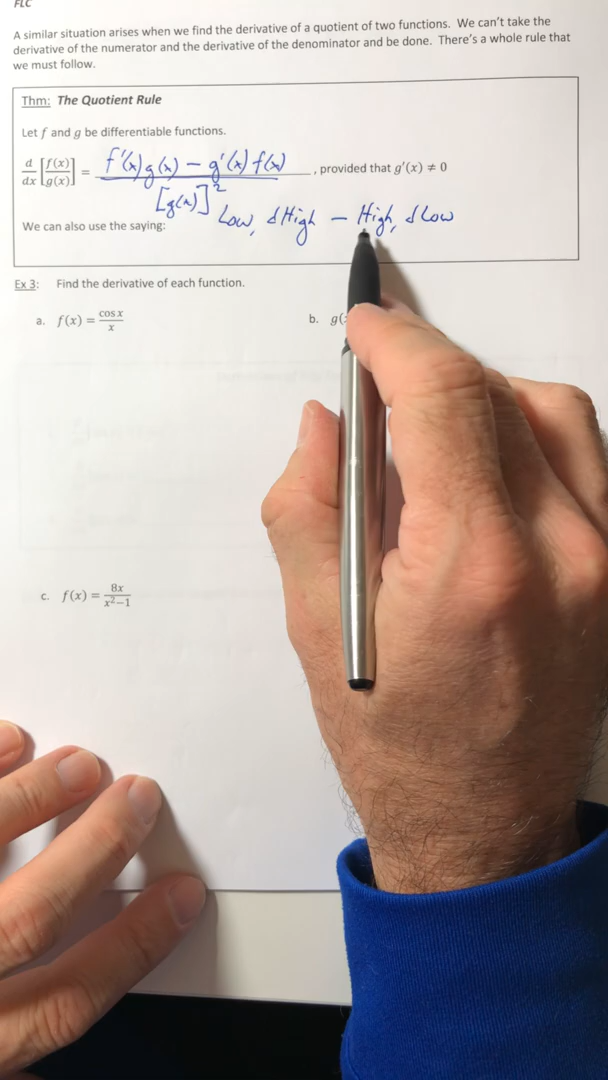 FLC
A similar situation arises when we find the derivative of a quotient of two functions. We can't take the
derivative of the numerator and the derivative of the denominator and be done. There's a whole rule that
we must follow.
Thm: The Quotient Rule
Let f and g be differentiable functions.
d/dx [f(x)/g(x)] = f'(x)g(x) − g'(x)f(x) / [g(x)]² , provided that g'(x) ≠ 0
We can also use the saying: Low, d High − High, d Low
Ex 3: Find the derivative of each function.
a. f(x) = cos x / x b. g(
c. f(x) = 8x / x²−1